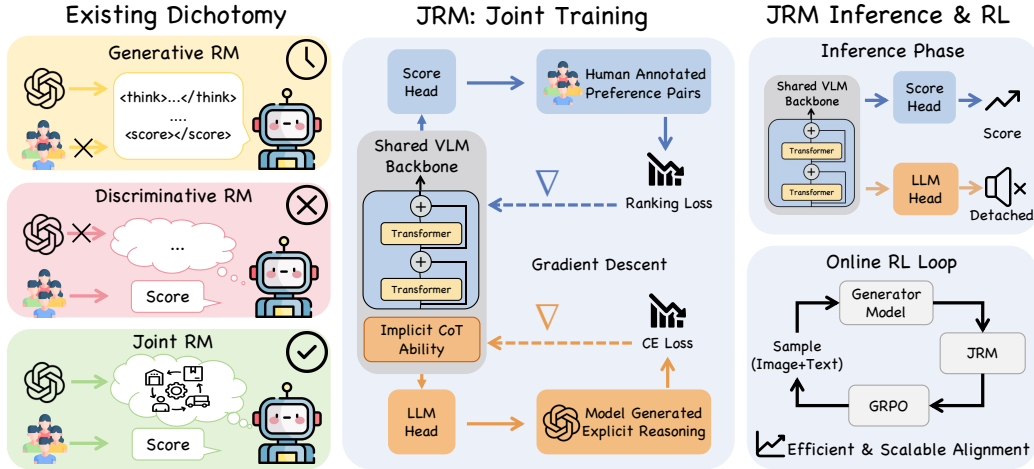 Existing Dichotomy
Generative RM
<think>...</think>
....
<score></score>
Discriminative RM
...
Score
Joint RM
Score
JRM: Joint Training
Score
Head
Human Annotated
Preference Pairs
Shared VLM
Backbone
Transformer
Transformer
Ranking Loss
Gradient Descent
Implicit CoT
Ability
CE Loss
LLM
Head
Model Generated
Explicit Reasoning
JRM Inference & RL
Inference Phase
Shared VLM
Backbone
Transformer
Transformer
Score
Head
Score
LLM
Head
Detached
Online RL Loop
Generator
Model
Sample
(Image+Text)
JRM
GRPO
Efficient & Scalable Alignment